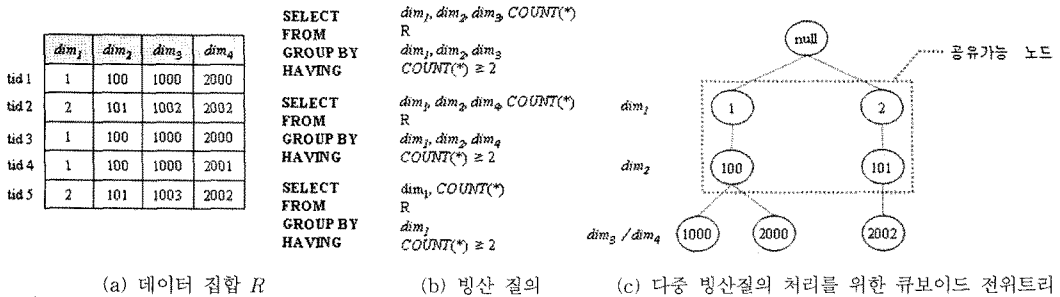 dim1 dim2 dim3 dim4
tid 1 1 100 1000 2000
tid 2 2 101 1002 2002
tid 3 1 100 1000 2000
tid 4 1 100 1000 2001
tid 5 2 101 1003 2002
(a) 데이터 집합 R
SELECT dim1, dim2, dim3, COUNT(*)
FROM R
GROUP BY dim1, dim2, dim3
HAVING COUNT(*) ≥ 2
SELECT dim1, dim2, dim4, COUNT(*)
FROM R
GROUP BY dim1, dim2, dim4
HAVING COUNT(*) ≥ 2
SELECT dim1, COUNT(*)
FROM R
GROUP BY dim1
HAVING COUNT(*) ≥ 2
(b) 빙산 질의
null
공유가능 노드
dim1 1 2
dim2 100 101
dim3 /dim4 1000 2000 2002
(c) 다중 빙산질의 처리를 위한 큐보이드 전위트리